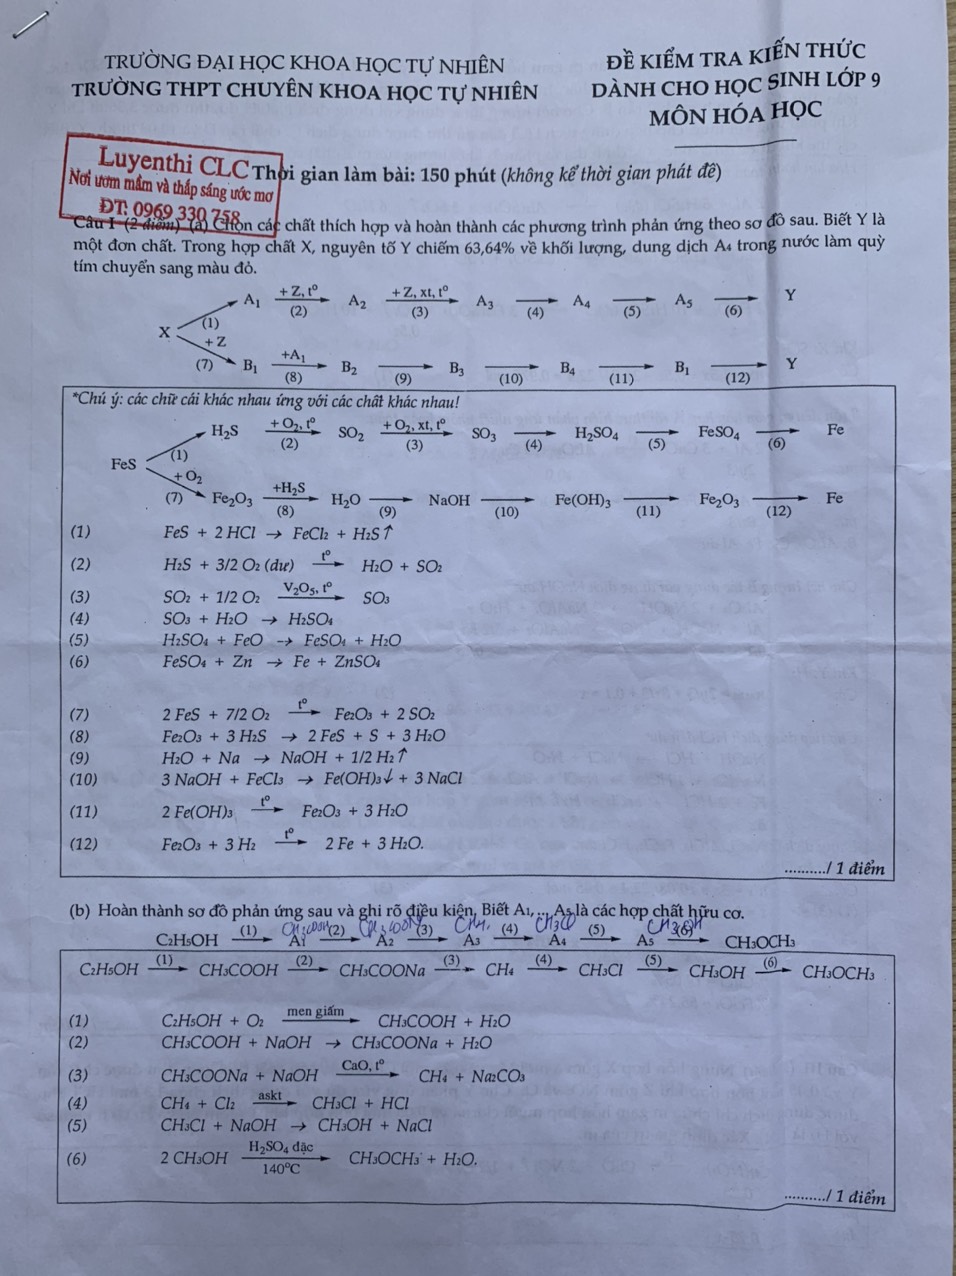 TRƯỜNG ĐẠI HỌC KHOA HỌC TỰ NHIÊN
TRƯỜNG THPT CHUYÊN KHOA HỌC TỰ NHIÊN
ĐỀ KIỂM TRA KIẾN THỨC
DÀNH CHO HỌC SINH LỚP 9
MÔN HÓA HỌC
Luyenthi CLC
Nơi ươm mầm và thắp sáng ước mơ
ĐT: 0969 330 758
Thời gian làm bài: 150 phút (không kể thời gian phát đề)
Câu I (2 điểm) (a) Chọn các chất thích hợp và hoàn thành các phương trình phản ứng theo sơ đồ sau. Biết Y là
một đơn chất. Trong hợp chất X, nguyên tố Y chiếm 63,64% về khối lượng, dung dịch A₄ trong nước làm quỳ
tím chuyển sang màu đỏ.
X (1) A₁ + Z, t° (2) A₂ + Z, xt, t° (3) A₃ (4) A₄ (5) A₅ (6) Y
+ Z (7) B₁ +A₁ (8) B₂ (9) B₃ (10) B₄ (11) B₁ (12) Y
*Chú ý: các chữ cái khác nhau ứng với các chất khác nhau!
FeS (1) H₂S + O₂, t° (2) SO₂ + O₂, xt, t° (3) SO₃ (4) H₂SO₄ (5) FeSO₄ (6) Fe
+ O₂ (7) Fe₂O₃ +H₂S (8) H₂O (9) NaOH (10) Fe(OH)₃ (11) Fe₂O₃ (12) Fe
(1) FeS + 2 HCl → FeCl₂ + H₂S↑
(2) H₂S + 3/2 O₂ (dư) t° → H₂O + SO₂
(3) SO₂ + 1/2 O₂ V₂O₅, t° → SO₃
(4) SO₃ + H₂O → H₂SO₄
(5) H₂SO₄ + FeO → FeSO₄ + H₂O
(6) FeSO₄ + Zn → Fe + ZnSO₄
(7) 2 FeS + 7/2 O₂ t° → Fe₂O₃ + 2 SO₂
(8) Fe₂O₃ + 3 H₂S → 2 FeS + S + 3 H₂O
(9) H₂O + Na → NaOH + 1/2 H₂↑
(10) 3 NaOH + FeCl₃ → Fe(OH)₃↓ + 3 NaCl
(11) 2 Fe(OH)₃ t° → Fe₂O₃ + 3 H₂O
(12) Fe₂O₃ + 3 H₂ t° → 2 Fe + 3 H₂O.
........../ 1 điểm
(b) Hoàn thành sơ đồ phản ứng sau và ghi rõ điều kiện, Biết A₁, ... A₅ là các hợp chất hữu cơ.
CH₃COOH CH₃COONa CH₄ CH₃Cl CH₃OH
C₂H₅OH (1) → A₁ (2) → A₂ (3) → A₃ (4) → A₄ (5) → A₅ (6) → CH₃OCH₃
C₂H₅OH (1) → CH₃COOH (2) → CH₃COONa (3) → CH₄ (4) → CH₃Cl (5) → CH₃OH (6) → CH₃OCH₃
(1) C₂H₅OH + O₂ men giấm → CH₃COOH + H₂O
(2) CH₃COOH + NaOH → CH₃COONa + H₂O
(3) CH₃COONa + NaOH CaO, t° → CH₄ + Na₂CO₃
(4) CH₄ + Cl₂ askt → CH₃Cl + HCl
(5) CH₃Cl + NaOH → CH₃OH + NaCl
(6) 2 CH₃OH H₂SO₄ đặc 140°C → CH₃OCH₃ + H₂O.
........../ 1 điểm